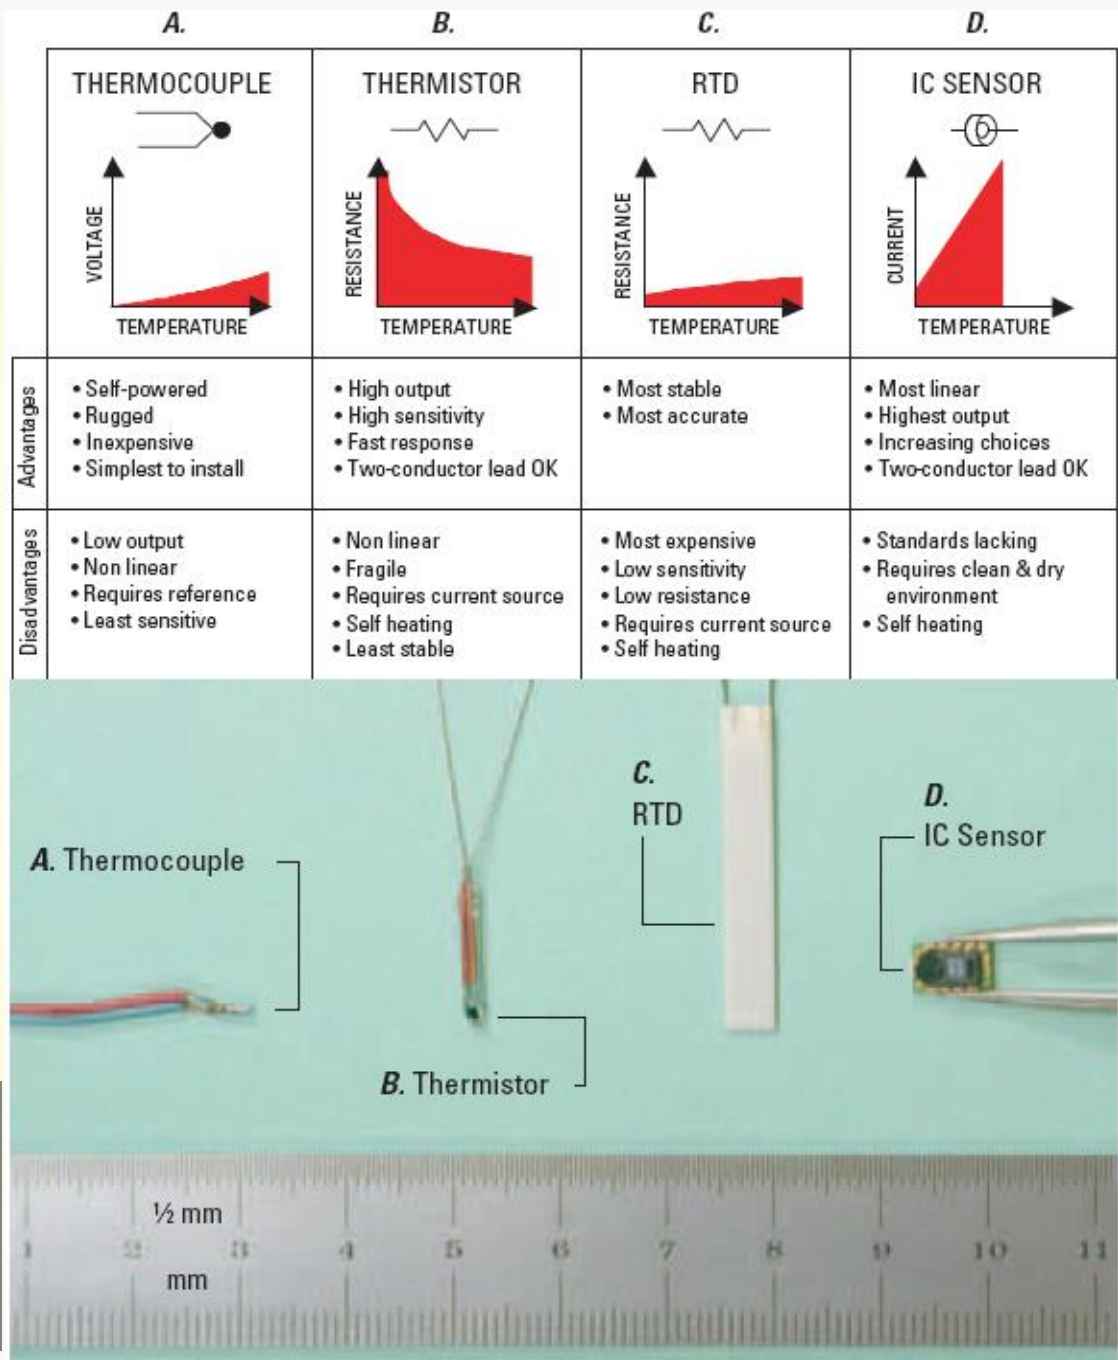 A.
B.
C.
D.
THERMOCOUPLE
THERMISTOR
RTD
IC SENSOR
VOLTAGE
TEMPERATURE
RESISTANCE
TEMPERATURE
RESISTANCE
TEMPERATURE
CURRENT
TEMPERATURE
Advantages
• Self-powered
• Rugged
• Inexpensive
• Simplest to install
• High output
• High sensitivity
• Fast response
• Two-conductor lead OK
• Most stable
• Most accurate
• Most linear
• Highest output
• Increasing choices
• Two-conductor lead OK
Disadvantages
• Low output
• Non linear
• Requires reference
• Least sensitive
• Non linear
• Fragile
• Requires current source
• Self heating
• Least stable
• Most expensive
• Low sensitivity
• Low resistance
• Requires current source
• Self heating
• Standards lacking
• Requires clean & dry
environment
• Self heating
A. Thermocouple
B. Thermistor
C.
RTD
D.
IC Sensor
½ mm
1 2 3 4 5 6 7 8 9 10 11
mm